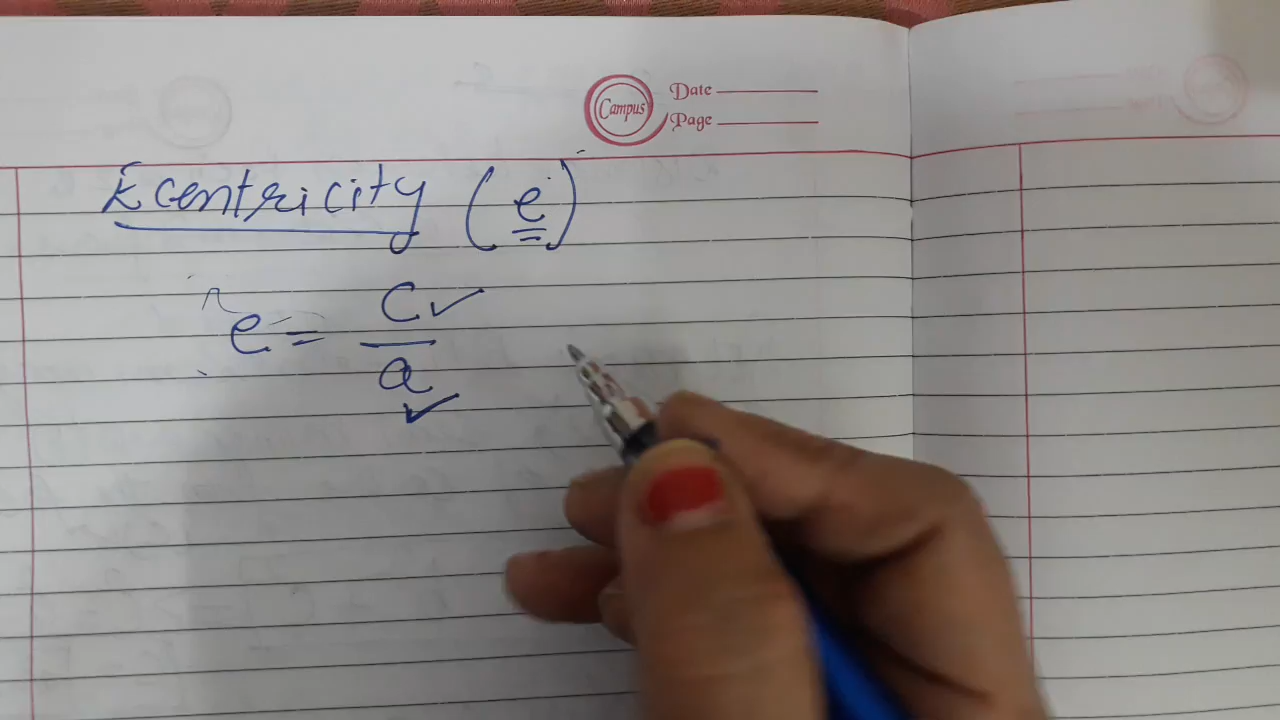 Campus
Date
Page
Ecentricity (e)
e = c
a